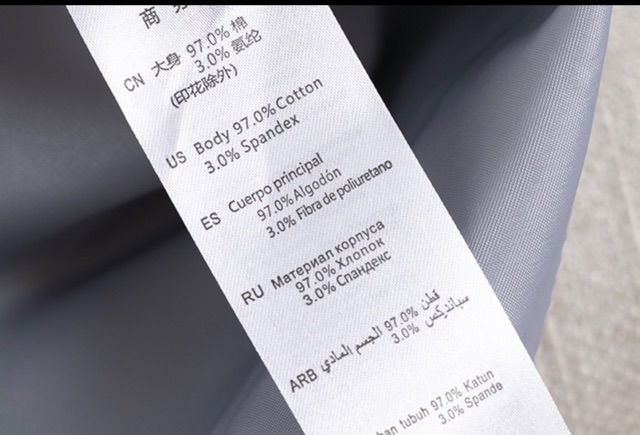 商
CN 大身 97.0% 棉
3.0% 氨纶
(印花除外)
US Body 97.0% Cotton
3.0% Spandex
ES Cuerpo principal
97.0% Algodón
3.0% Fibra de poliuretano
RU Материал корпуса
97.0% Хлопок
3.0% Спандекс
ARB الجسم المادي 97.0% قطن
3.0% سباندكس
tubuh 97.0% Katun
3.0% Spande